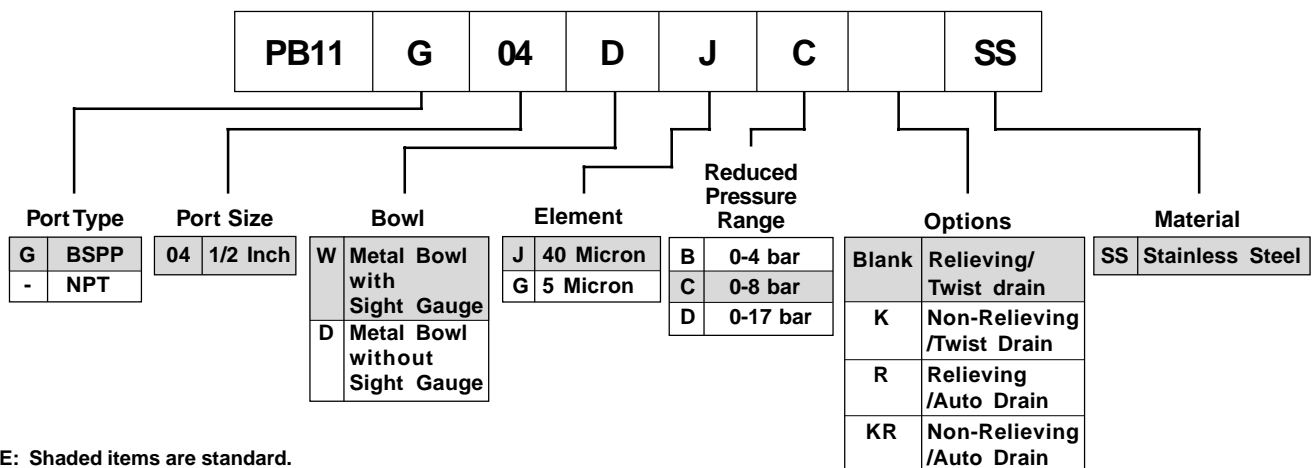 PB11 G 04 D J C SS
Port Type
G BSPP
- NPT
Port Size
04 1/2 Inch
Bowl
W Metal Bowl
with
Sight Gauge
D Metal Bowl
without
Sight Gauge
Element
J 40 Micron
G 5 Micron
Reduced
Pressure
Range
B 0-4 bar
C 0-8 bar
D 0-17 bar
Options
Blank Relieving/
Twist drain
K Non-Relieving
/Twist Drain
R Relieving
/Auto Drain
KR Non-Relieving
/Auto Drain
Material
SS Stainless Steel
E: Shaded items are standard.